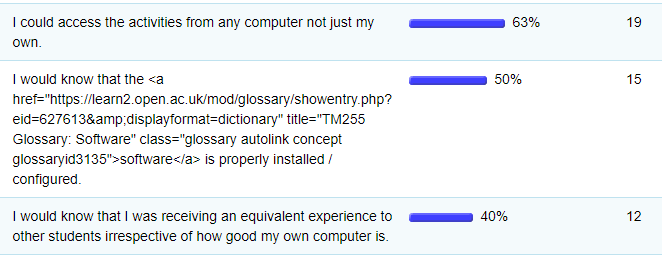 I could access the activities from any computer not just my 63% 19
own.
I would know that the <a 50% 15
href="https://learn2.open.ac.uk/mod/glossary/showentry.php?
eid=627613&amp;displayformat=dictionary" title="TM255
Glossary: Software" class="glossary autolink concept
glossaryid3135">software</a> is properly installed /
configured.
I would know that I was receiving an equivalent experience to 40% 12
other students irrespective of how good my own computer is.